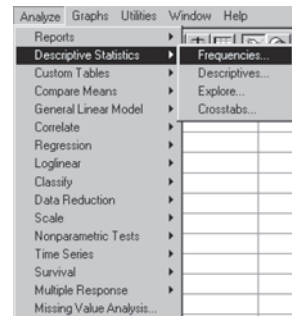 Analyze Graphs Utilities Window Help
Reports
Descriptive Statistics
Custom Tables
Compare Means
General Linear Model
Correlate
Regression
Loglinear
Classify
Data Reduction
Scale
Nonparametric Tests
Time Series
Survival
Multiple Response
Missing Value Analysis...
Frequencies...
Descriptives...
Explore...
Crosstabs...